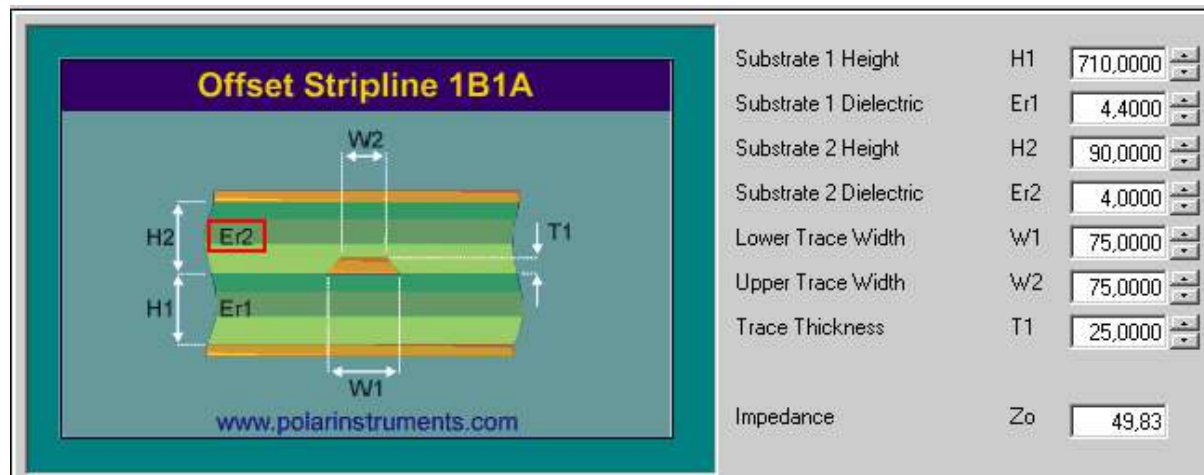 Offset Stripline 1B1A
W2
H2
Er2
T1
H1
Er1
W1
www.polarinstruments.com
Substrate 1 Height H1 710,0000
Substrate 1 Dielectric Er1 4,4000
Substrate 2 Height H2 90,0000
Substrate 2 Dielectric Er2 4,0000
Lower Trace Width W1 75,0000
Upper Trace Width W2 75,0000
Trace Thickness T1 25,0000
Impedance Zo 49,83